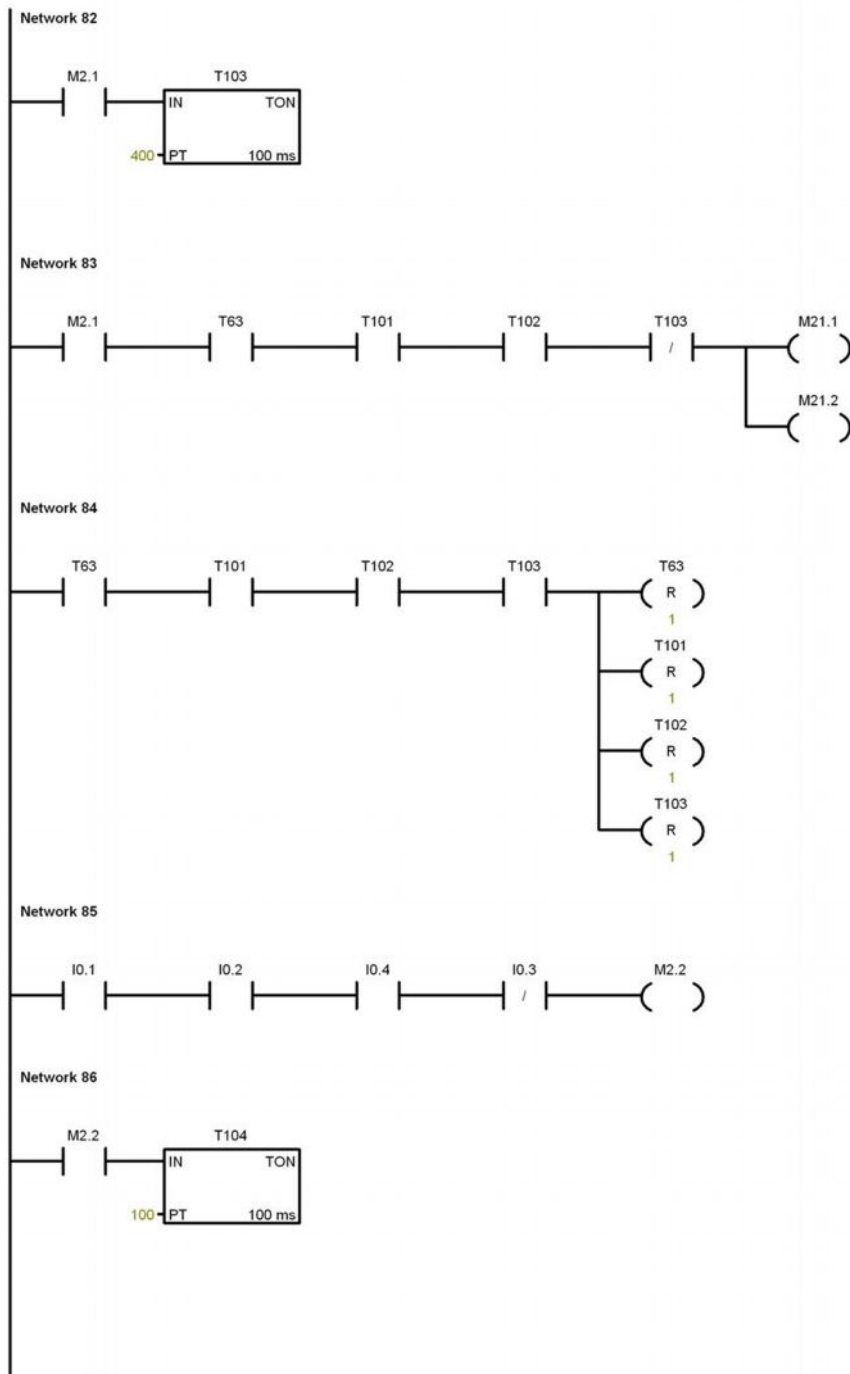 Network 82
M2.1 T103
IN TON
400 PT 100 ms
Network 83
M2.1 T63 T101 T102 T103 M21.1
/
M21.2
Network 84
T63 T101 T102 T103 T63
R
1
T101
R
1
T102
R
1
T103
R
1
Network 85
I0.1 I0.2 I0.4 I0.3 M2.2
/
Network 86
M2.2 T104
IN TON
100 PT 100 ms